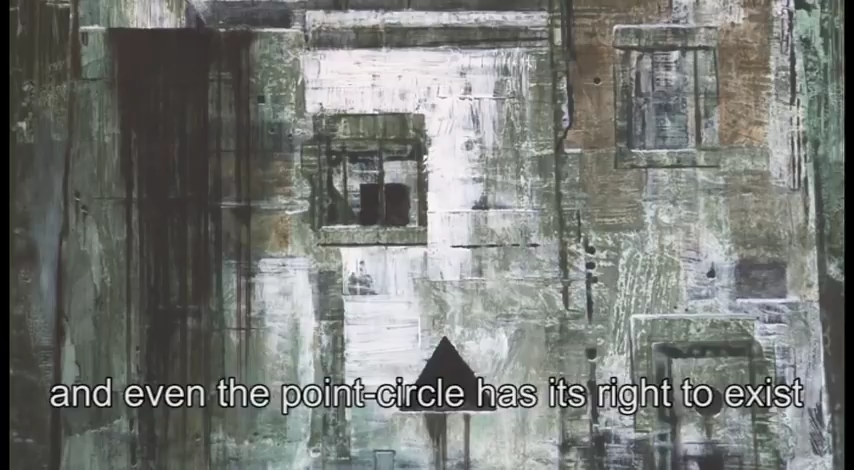 and even the point-circle has its right to exist